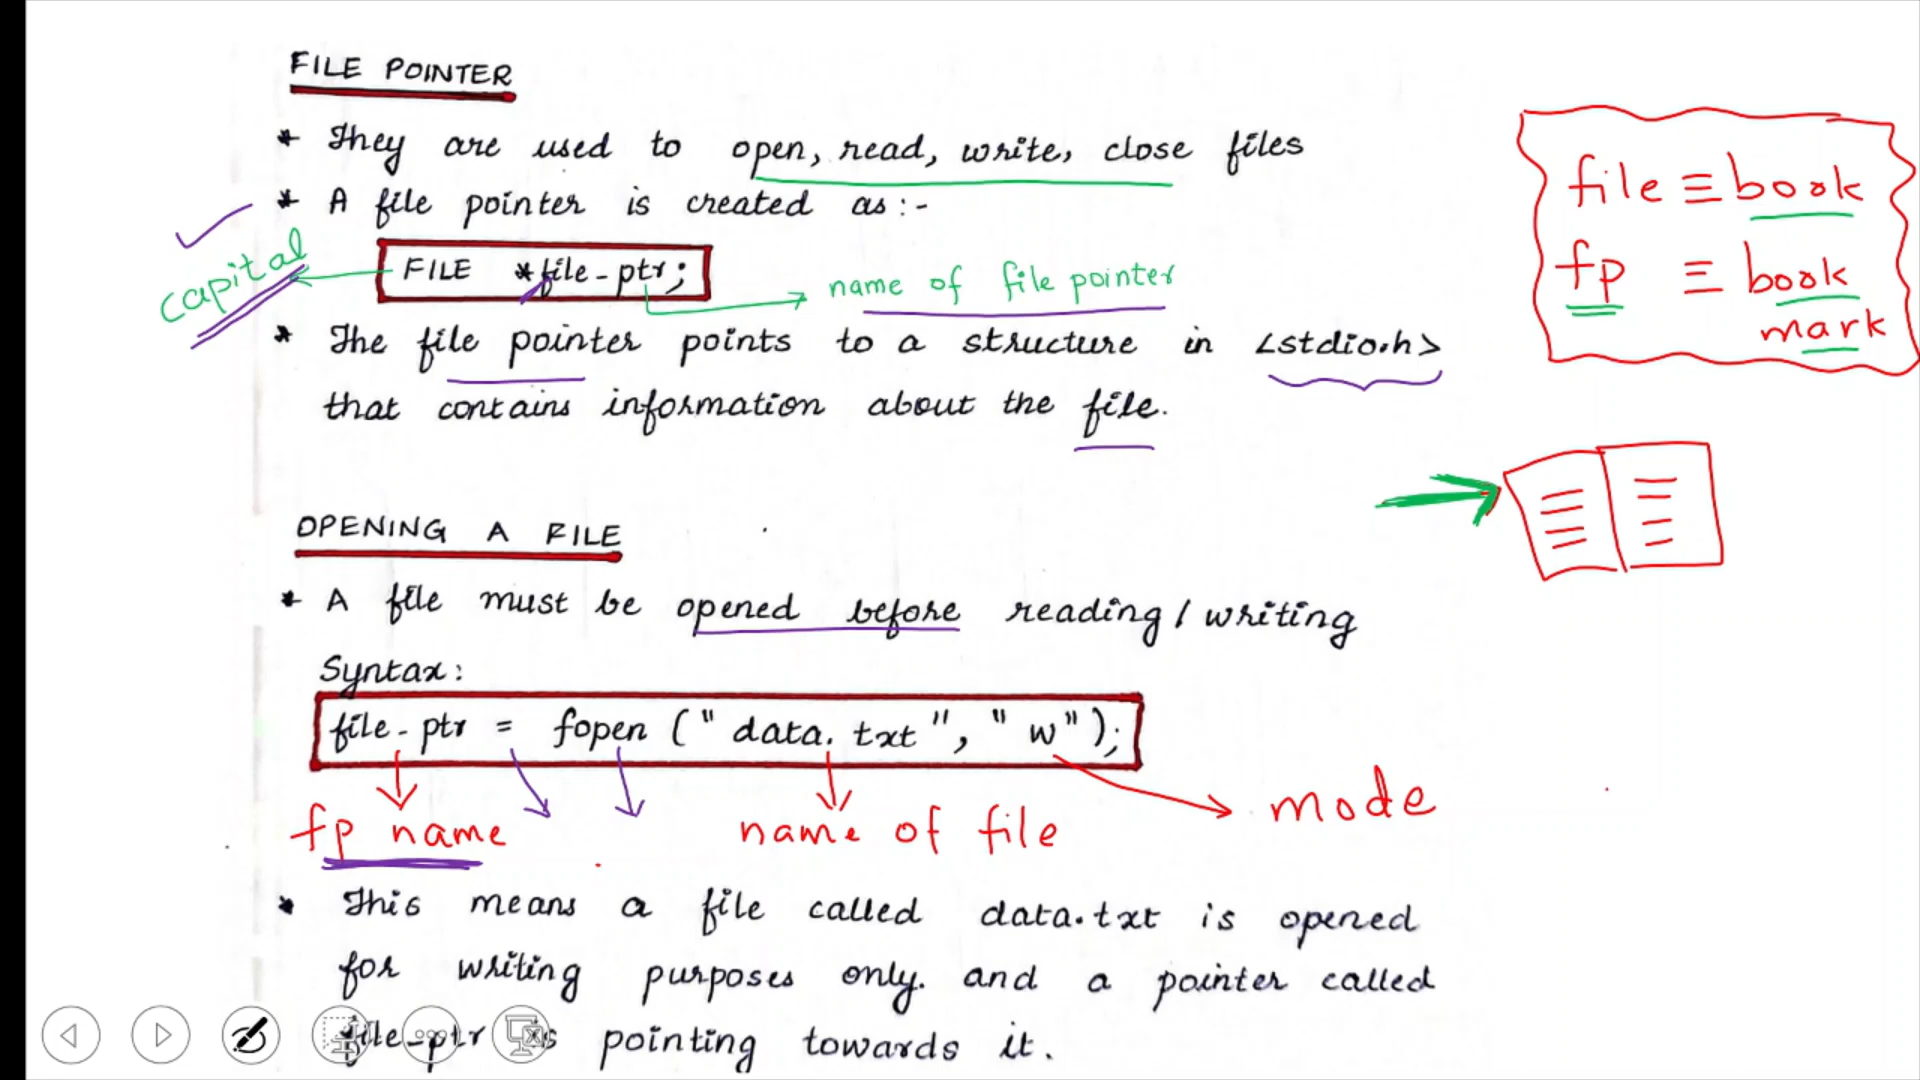 FILE POINTER
* They are used to open, read, write, close files
* A file pointer is created as:-
capital
FILE *file-ptr;
name of file pointer
* The file pointer points to a structure in <stdio.h>
that contains information about the file.
file ≡ book
fp ≡ book
mark
OPENING A FILE
* A file must be opened before reading/writing
Syntax:
file-ptr = fopen ("data.txt", "w");
fp name
name of file
mode
* This means a file called data.txt is opened
for writing purposes only. and a pointer called
file-ptr is pointing towards it.